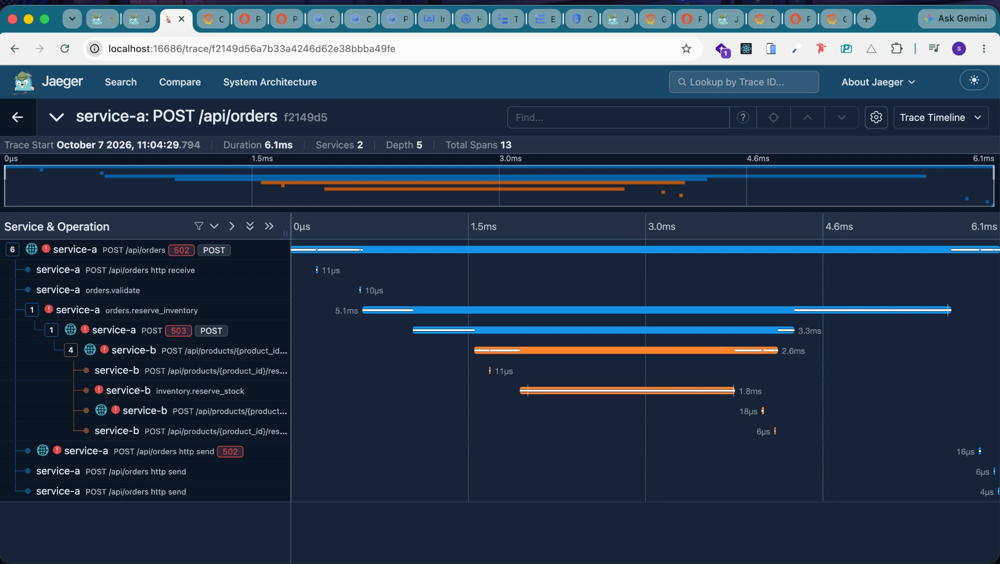 J
C
P
P
C
C
P
Ir
H
T
E
C
J
G
P
J
C
P
G
Ask Gemini
localhost:16686/trace/f2149d56a7b33a4246d62e38bbba49fe
1
s
Jaeger
Search
Compare
System Architecture
Lookup by Trace ID...
About Jaeger
service-a: POST /api/orders f2149d5
Find...
?
Trace Timeline
Trace Start October 7 2026, 11:04:29.794
Duration 6.1ms
Services 2
Depth 5
Total Spans 13
0μs 1.5ms 3.0ms 4.6ms 6.1ms
Service & Operation
0μs 1.5ms 3.0ms 4.6ms 6.1ms
6 ! service-a POST /api/orders 502 POST
service-a POST /api/orders http receive 11μs
service-a orders.validate 10μs
1 ! service-a orders.reserve_inventory 5.1ms
1 ! service-a POST 503 POST 3.3ms
4 ! service-b POST /api/products/{product_id... 2.6ms
service-b POST /api/products/{product_id}/res... 11μs
! service-b inventory.reserve_stock 1.8ms
! service-b POST /api/products/{product... 18μs
service-b POST /api/products/{product_id}/res... 6μs
! service-a POST /api/orders http send 502 16μs
service-a POST /api/orders http send 6μs
service-a POST /api/orders http send 4μs